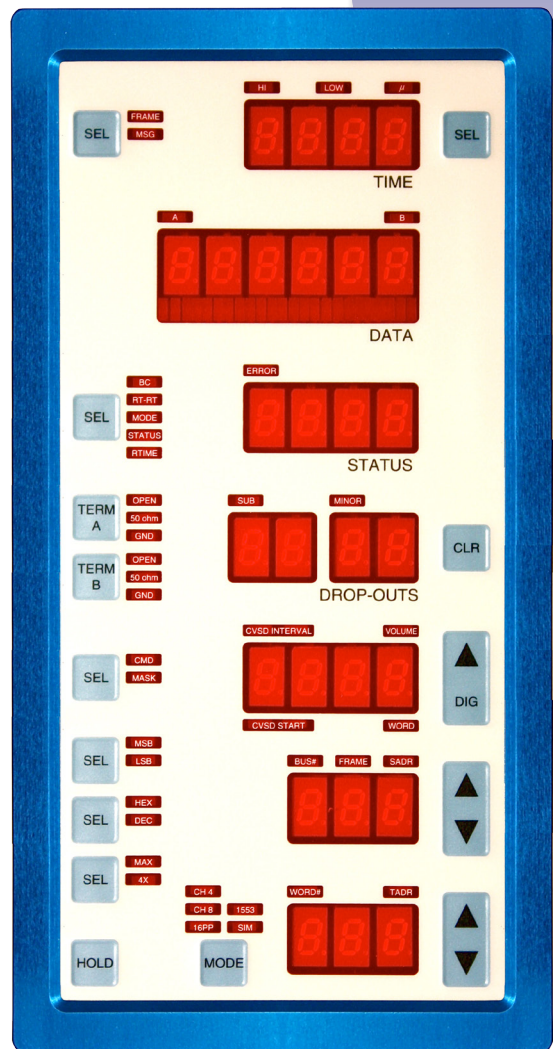 HI LOW µ
SEL FRAME SEL
MSG
TIME
A B
DATA
ERROR
BC
RT-RT
SEL MODE
STATUS
RTIME
STATUS
SUB MINOR
TERM A OPEN
50 ohm
GND
CLR
TERM B OPEN
50 ohm
GND
DROP-OUTS
CVSD INTERVAL VOLUME
SEL CMD
MASK
DIG
CVSD START WORD
SEL MSB
LSB
BUS# FRAME SADR
SEL HEX
DEC
SEL MAX
4X
CH 4
CH 8 1553
16PP SIM
WORD# TADR
HOLD MODE